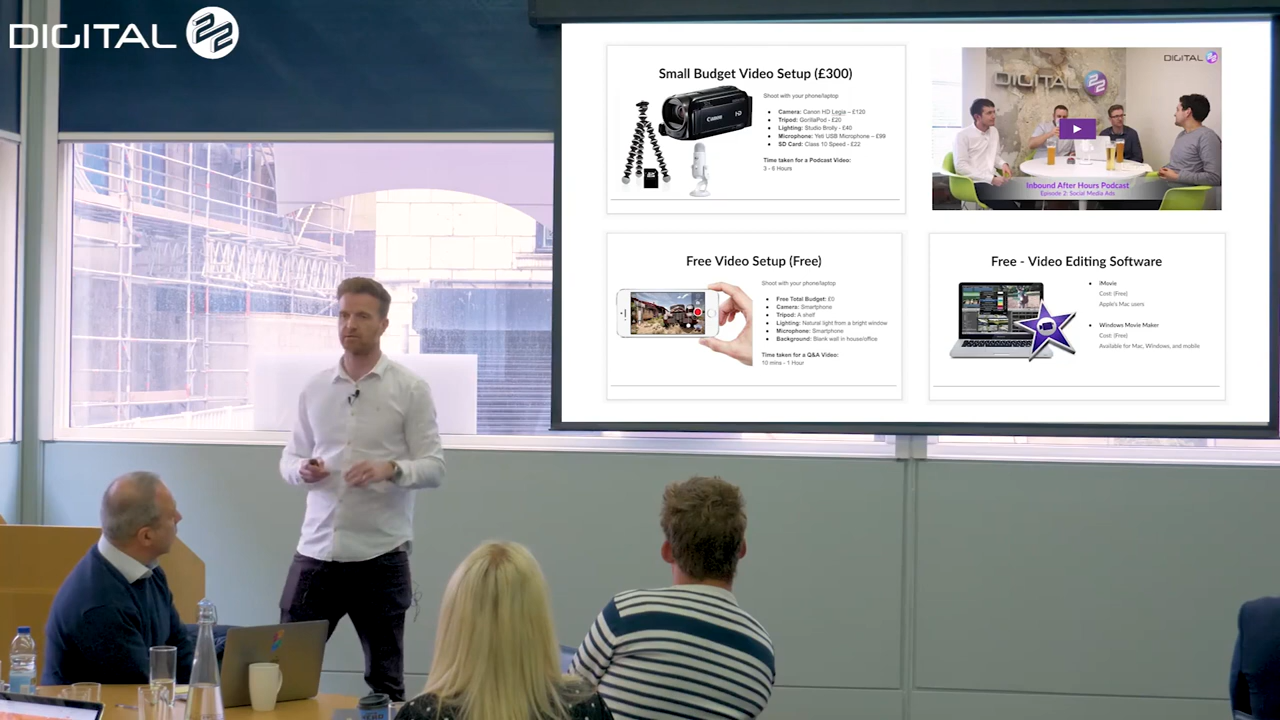 DIGITAL 22
Small Budget Video Setup (£300)
Shoot with your phone/laptop
Camera: Canon HD Legia – £120
Tripod: GorillaPod - £20
Lighting: Studio Brolly - £40
Microphone: Yeti USB Microphone – £99
SD Card: Class 10 Speed - £22
Time taken for a Podcast Video:
3 - 6 Hours
Canon
HD
DIGITAL 22
DIGITAL 22
Inbound After Hours Podcast
Episode 2: Social Media Ads
Free Video Setup (Free)
Shoot with your phone/laptop
Free Total Budget: £0
Camera: Smartphone
Tripod: A shelf
Lighting: Natural light from a bright window
Microphone: Smartphone
Background: Blank wall in house/office
Time taken for a Q&A Video:
10 mins - 1 Hour
Free - Video Editing Software
iMovie
Cost: (Free)
Apple's Mac users
Windows Movie Maker
Cost: (Free)
Available for Mac, Windows, and mobile